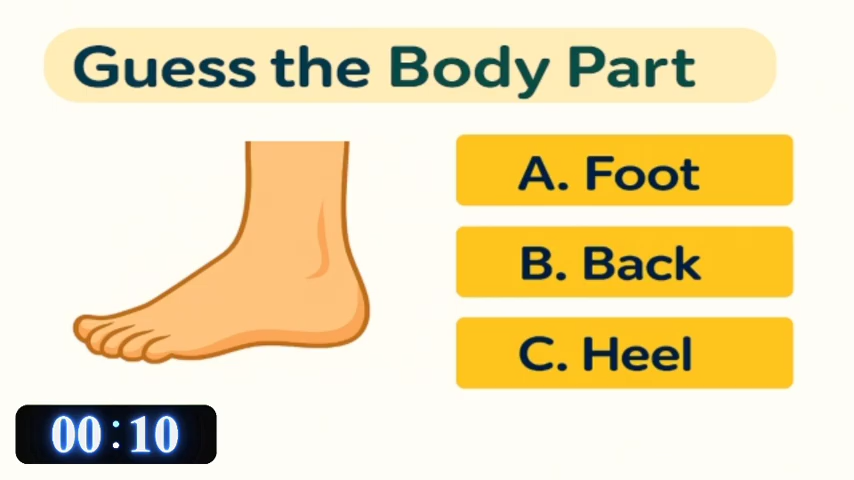 Guess the Body Part
A. Foot
B. Back
C. Heel
00:10